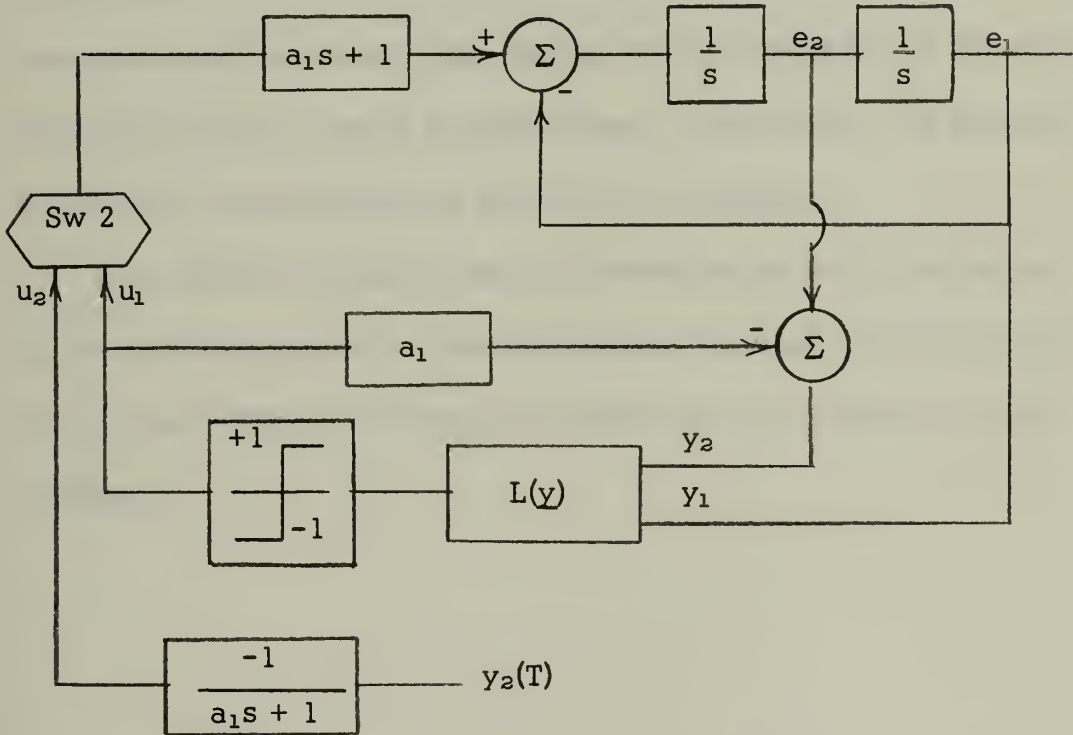 a₁s + 1
+
Σ
-
1
s
e₂
1
s
e₁
Sw 2
u₂
u₁
a₁
-
Σ
+1
-1
L(y)
y₂
y₁
-1
a₁s + 1
y₂(T)